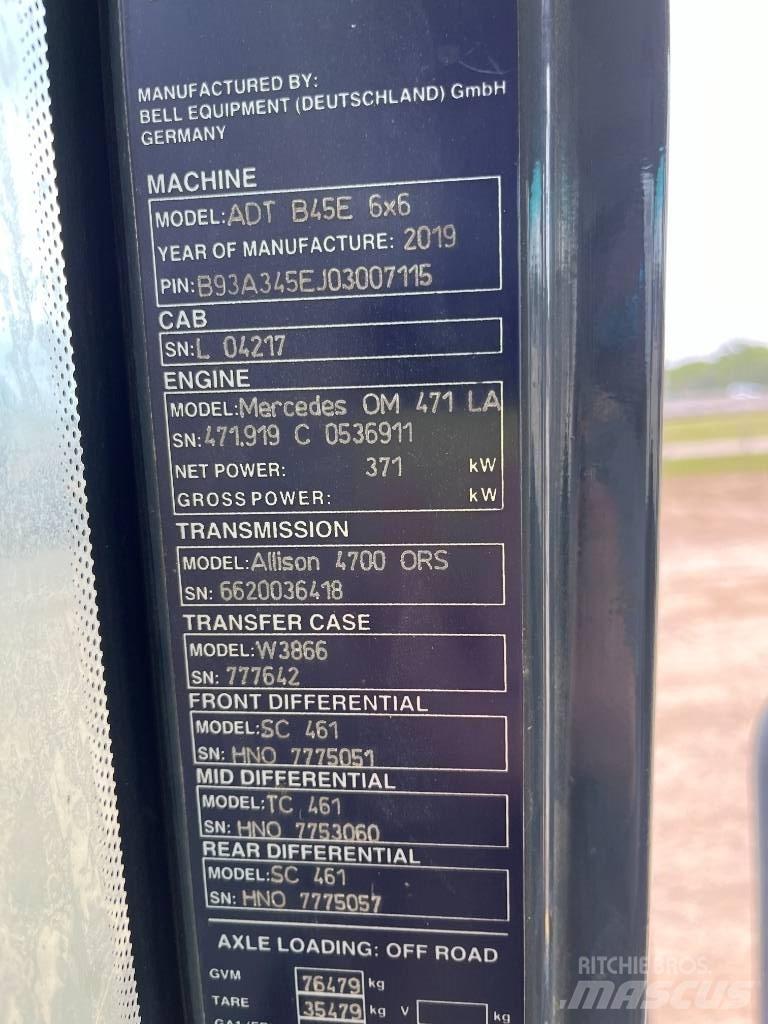 MANUFACTURED BY:
BELL EQUIPMENT (DEUTSCHLAND) GmbH
GERMANY
MACHINE
MODEL: ADT B45E 6x6
YEAR OF MANUFACTURE: 2019
PIN: B93A345EJ03007115
CAB
SN: L 04217
ENGINE
MODEL: Mercedes OM 471 LA
SN: 471.919 C 0536911
NET POWER: 371 kW
GROSS POWER: kW
TRANSMISSION
MODEL: Allison 4700 ORS
SN: 6620036418
TRANSFER CASE
MODEL: W3866
SN: 777642
FRONT DIFFERENTIAL
MODEL: SC 461
SN: HNO 7775051
MID DIFFERENTIAL
MODEL: TC 461
SN: HNO 7753060
REAR DIFFERENTIAL
MODEL: SC 461
SN: HNO 7775057
AXLE LOADING: OFF ROAD
GVM 76479 kg
TARE 35479 kg V kg
RITCHIE BROS.
MASCUS